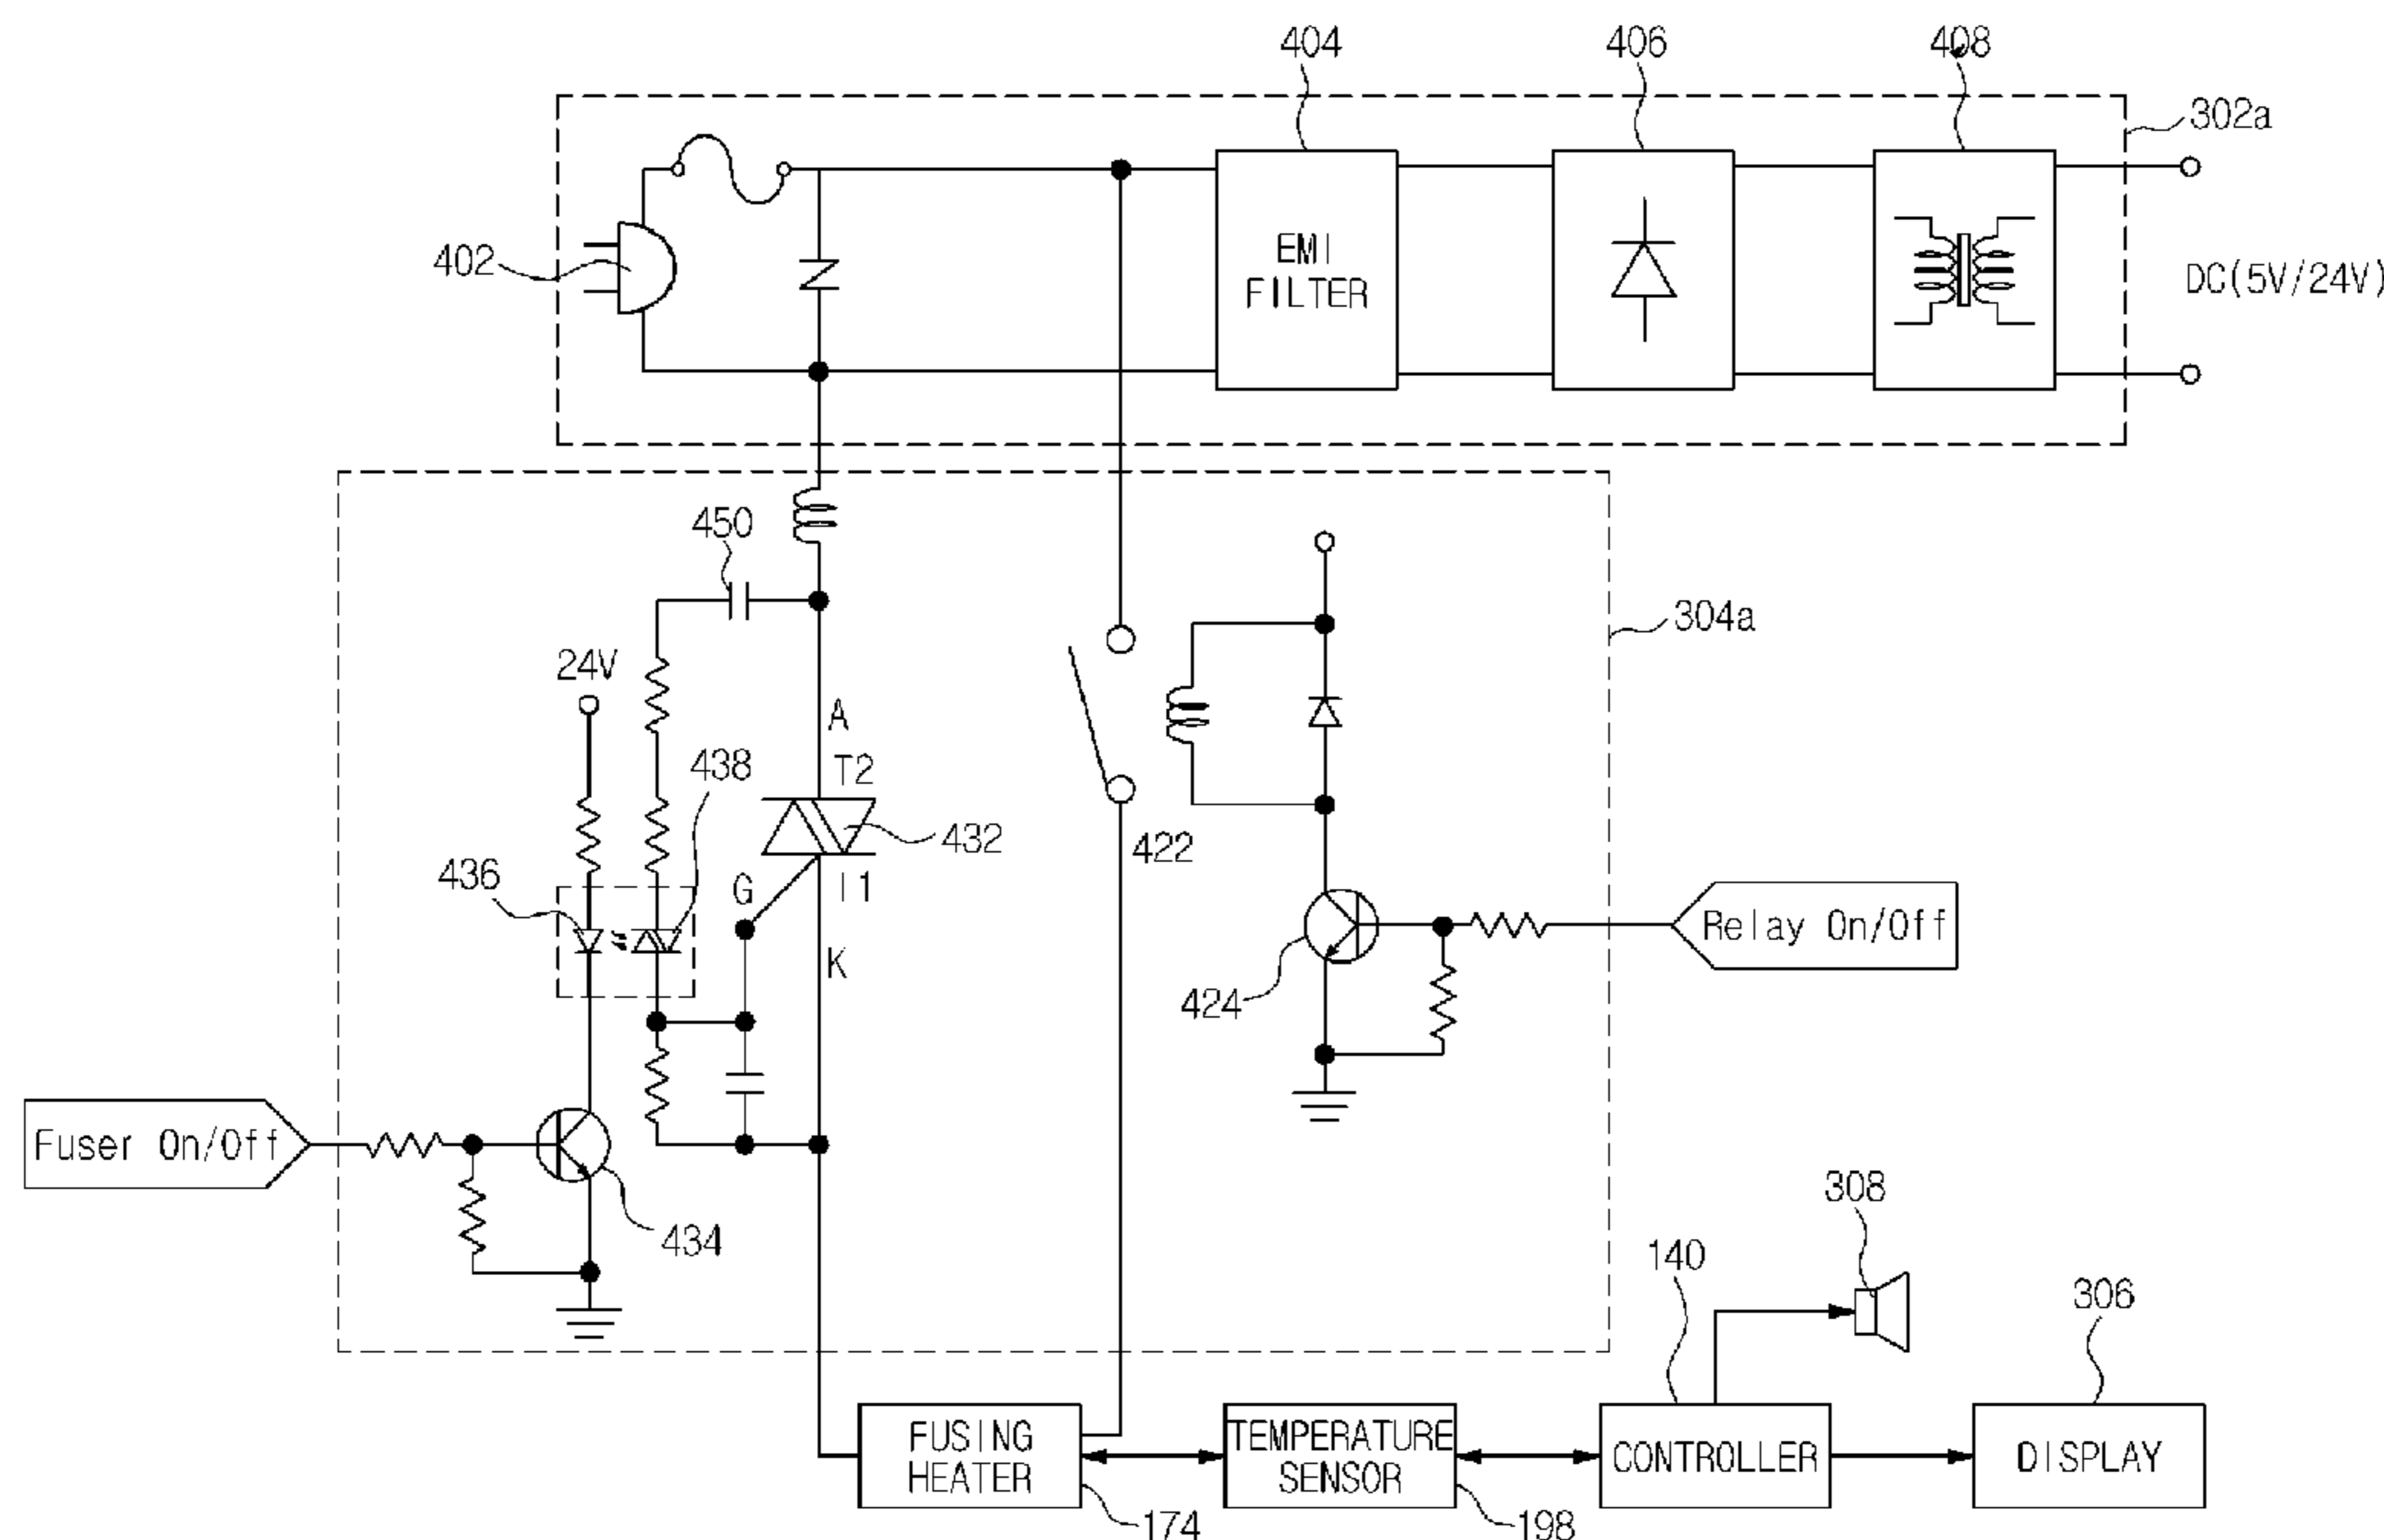 404
406
408
302a
402
EMI
FILTER
DC(5V/24V)
450
304a
24V
A
T2
438
432
422
436
G
I1
K
Relay On/Off
424
Fuser On/Off
434
308
140
306
FUSING
HEATER
TEMPERATURE
SENSOR
CONTROLLER
DISPLAY
174
198